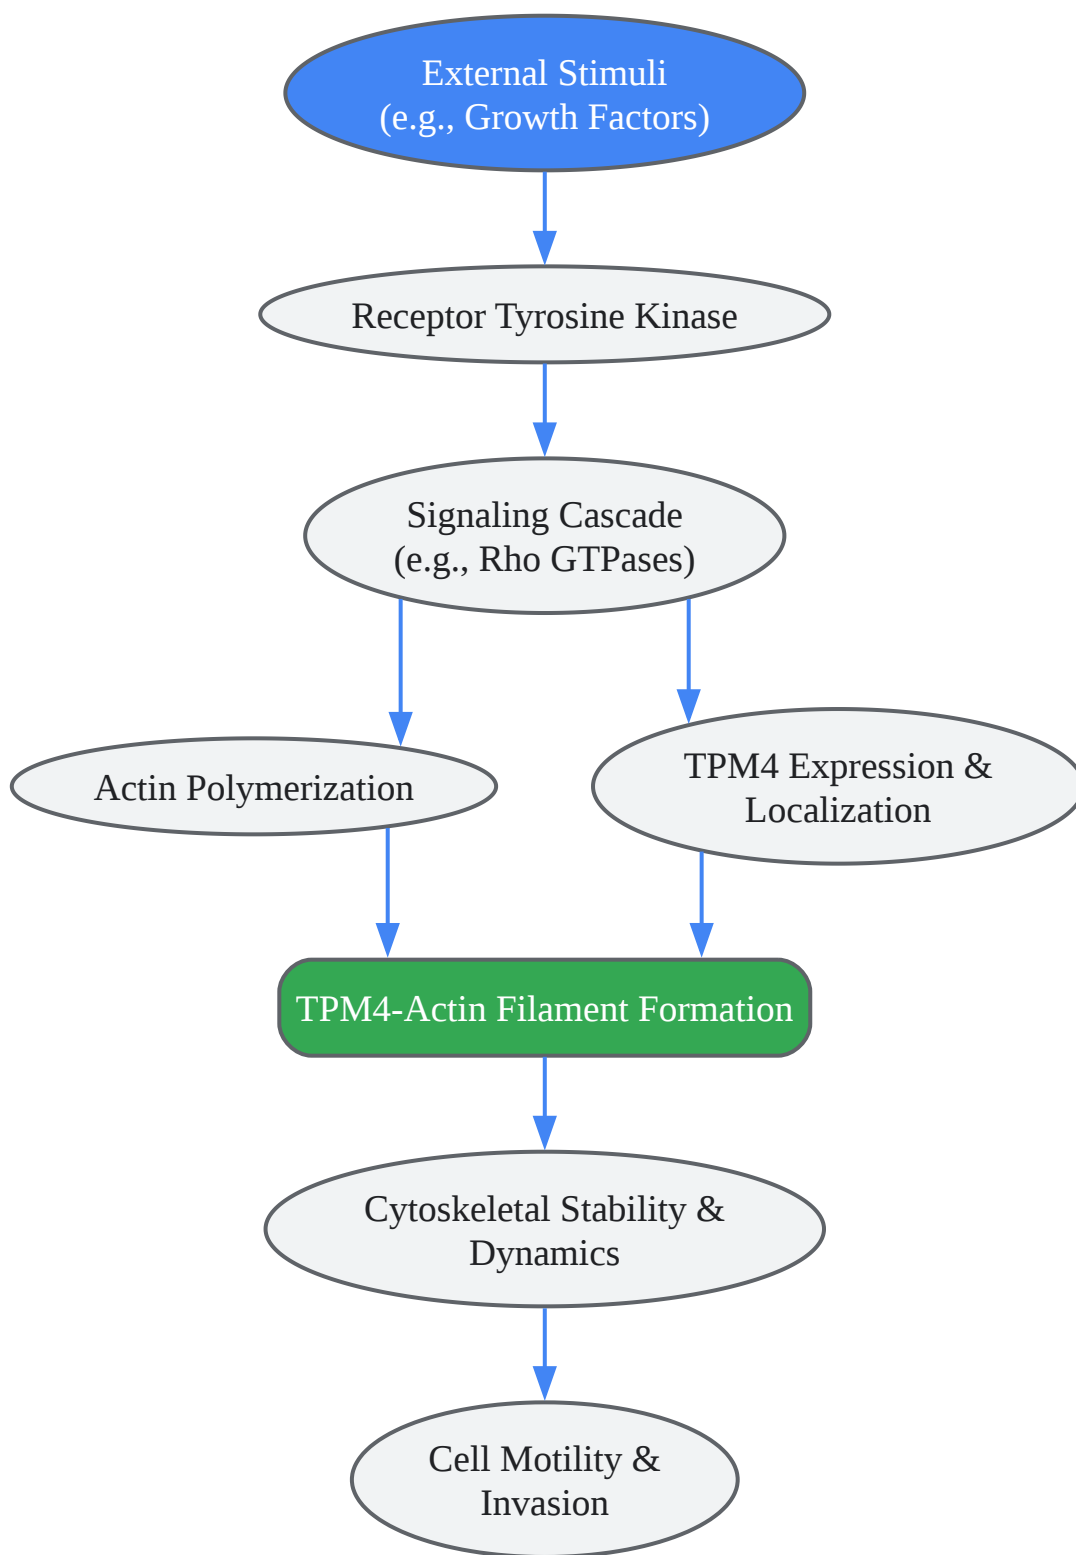 External Stimuli
(e.g., Growth Factors)
Receptor Tyrosine Kinase
Signaling Cascade
(e.g., Rho GTPases)
Actin Polymerization
TPM4 Expression &
Localization
TPM4-Actin Filament Formation
Cytoskeletal Stability &
Dynamics
Cell Motility &
Invasion